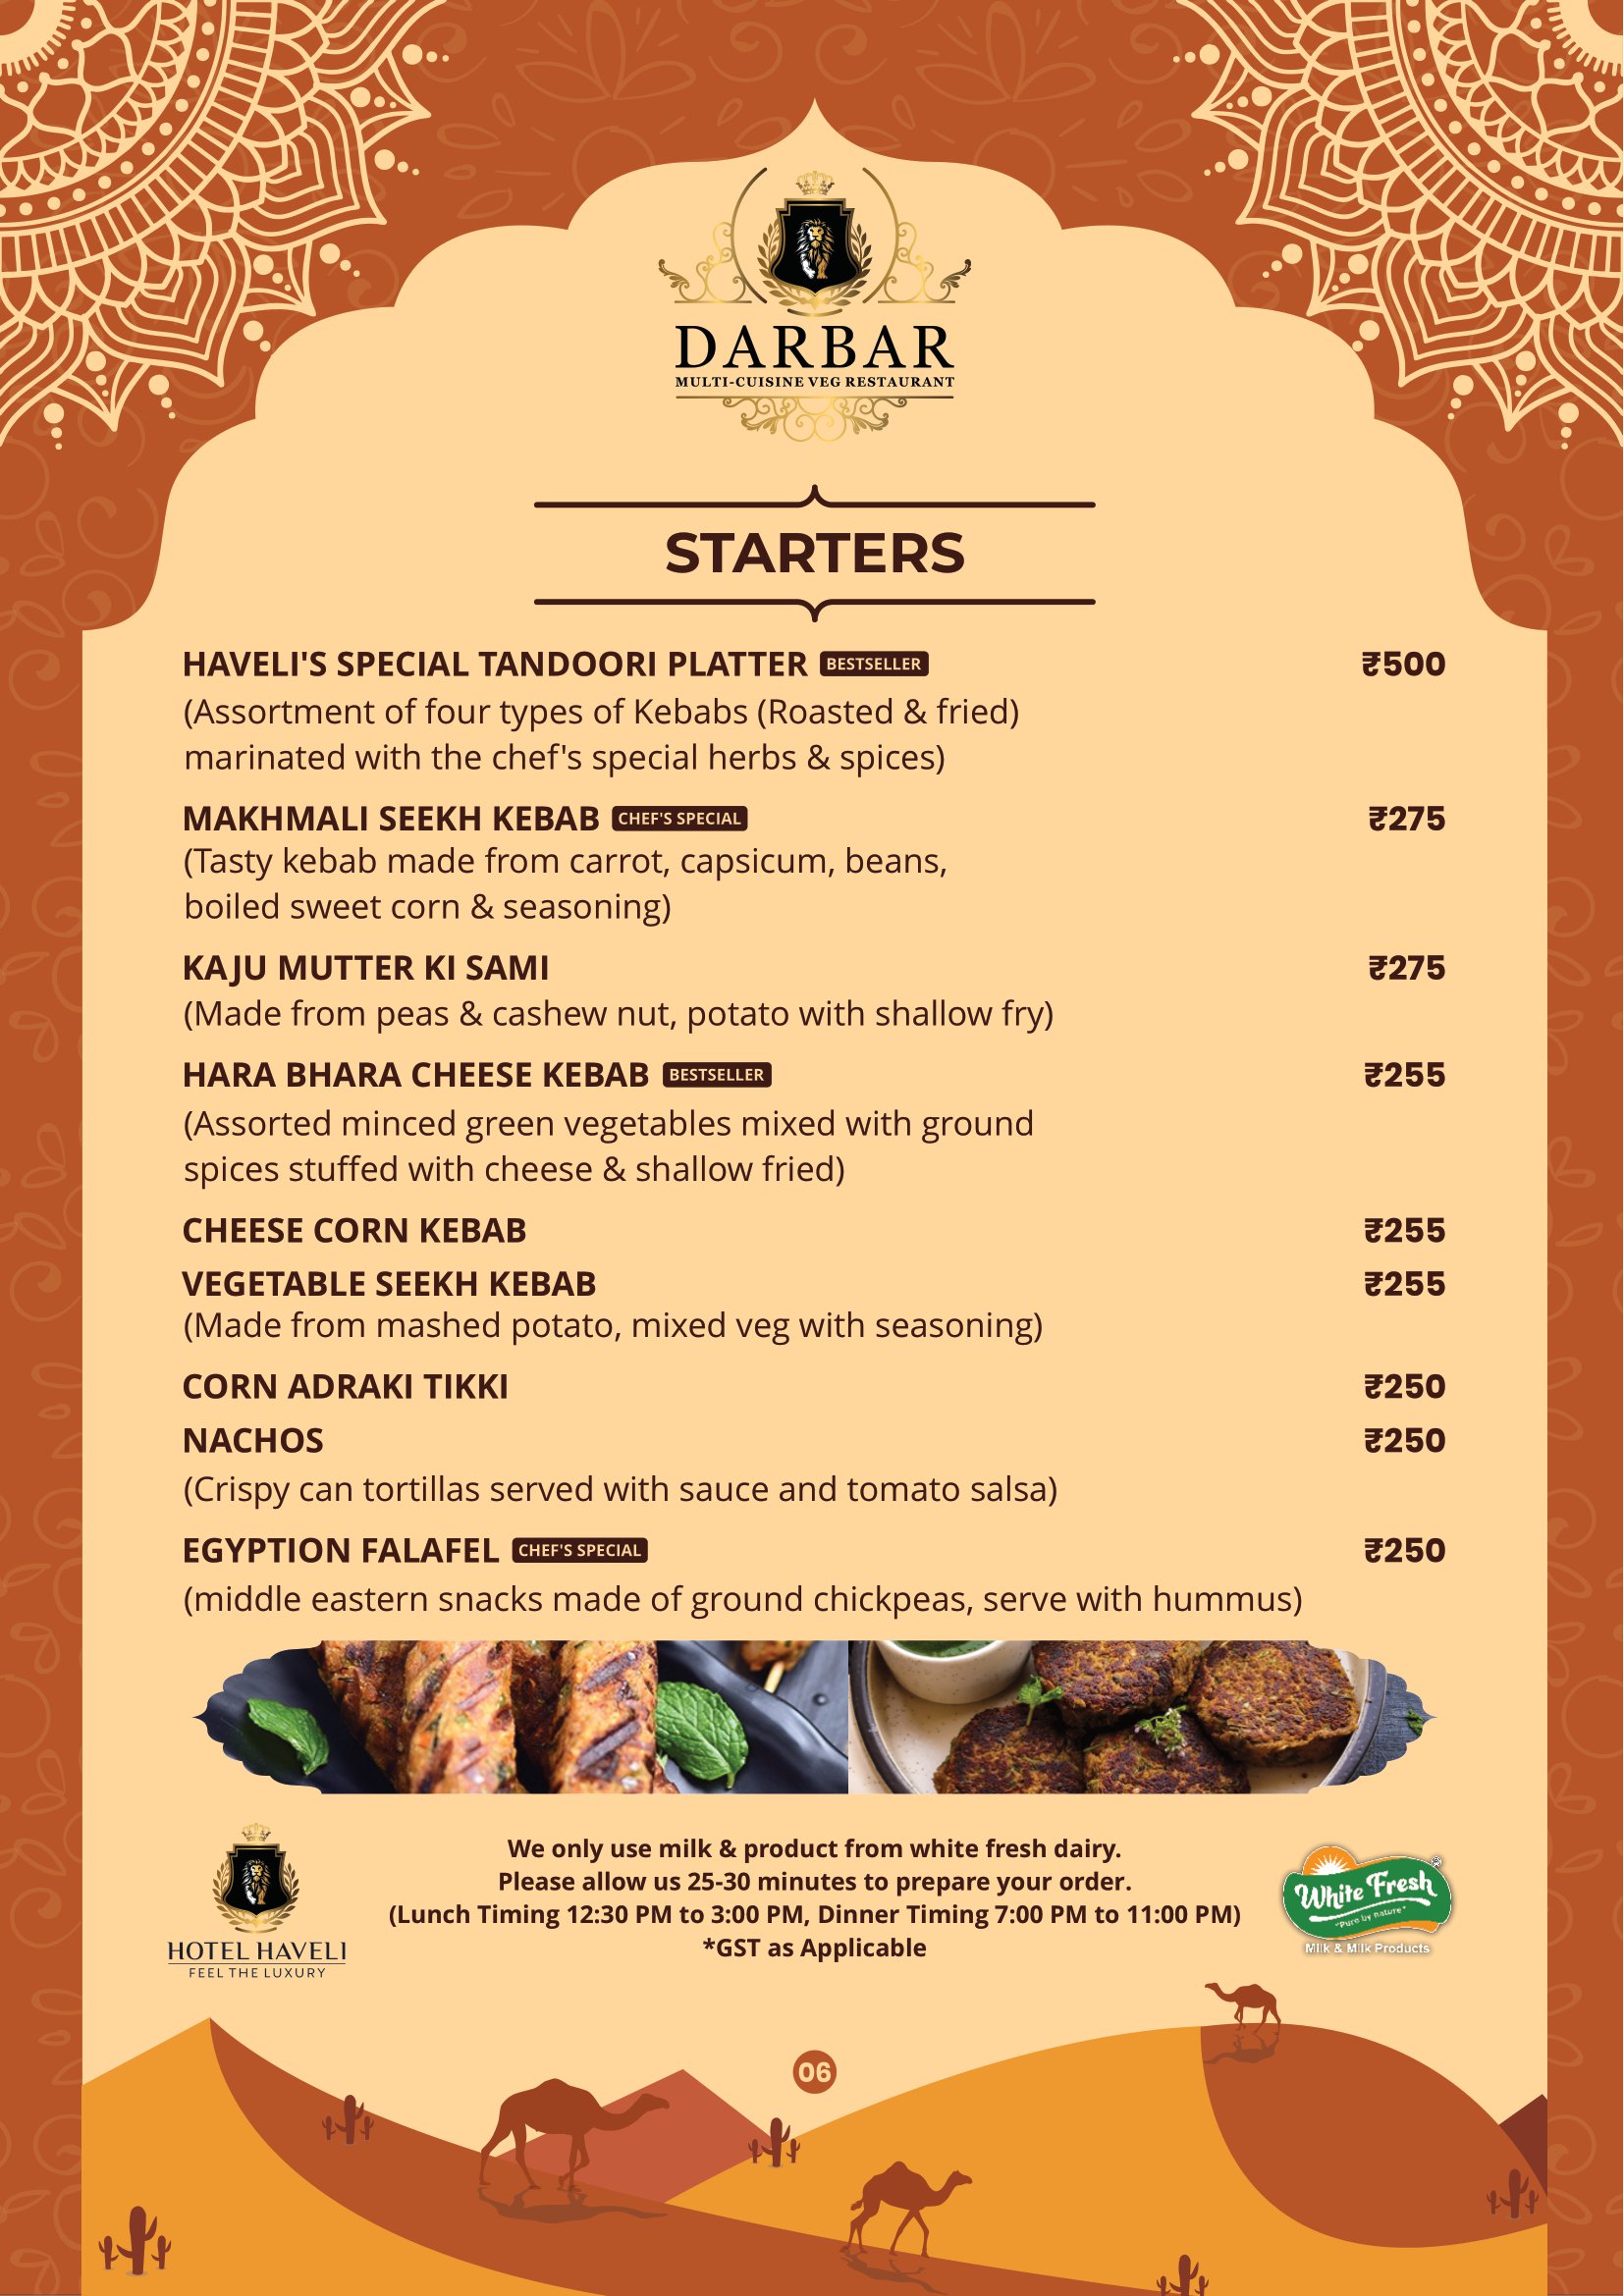 DARBAR
MULTI-CUISINE VEG RESTAURANT
STARTERS
HAVELI'S SPECIAL TANDOORI PLATTER BESTSELLER ₹500
(Assortment of four types of Kebabs (Roasted & fried)
marinated with the chef's special herbs & spices)
MAKHMALI SEEKH KEBAB CHEF'S SPECIAL ₹275
(Tasty kebab made from carrot, capsicum, beans,
boiled sweet corn & seasoning)
KAJU MUTTER KI SAMI ₹275
(Made from peas & cashew nut, potato with shallow fry)
HARA BHARA CHEESE KEBAB BESTSELLER ₹255
(Assorted minced green vegetables mixed with ground
spices stuffed with cheese & shallow fried)
CHEESE CORN KEBAB ₹255
VEGETABLE SEEKH KEBAB ₹255
(Made from mashed potato, mixed veg with seasoning)
CORN ADRAKI TIKKI ₹250
NACHOS ₹250
(Crispy can tortillas served with sauce and tomato salsa)
EGYPTION FALAFEL CHEF'S SPECIAL ₹250
(middle eastern snacks made of ground chickpeas, serve with hummus)
We only use milk & product from white fresh dairy.
Please allow us 25-30 minutes to prepare your order.
(Lunch Timing 12:30 PM to 3:00 PM, Dinner Timing 7:00 PM to 11:00 PM)
*GST as Applicable
HOTEL HAVELI
FEEL THE LUXURY
White Fresh ®
"Pure by nature"
Milk & Milk Products
06